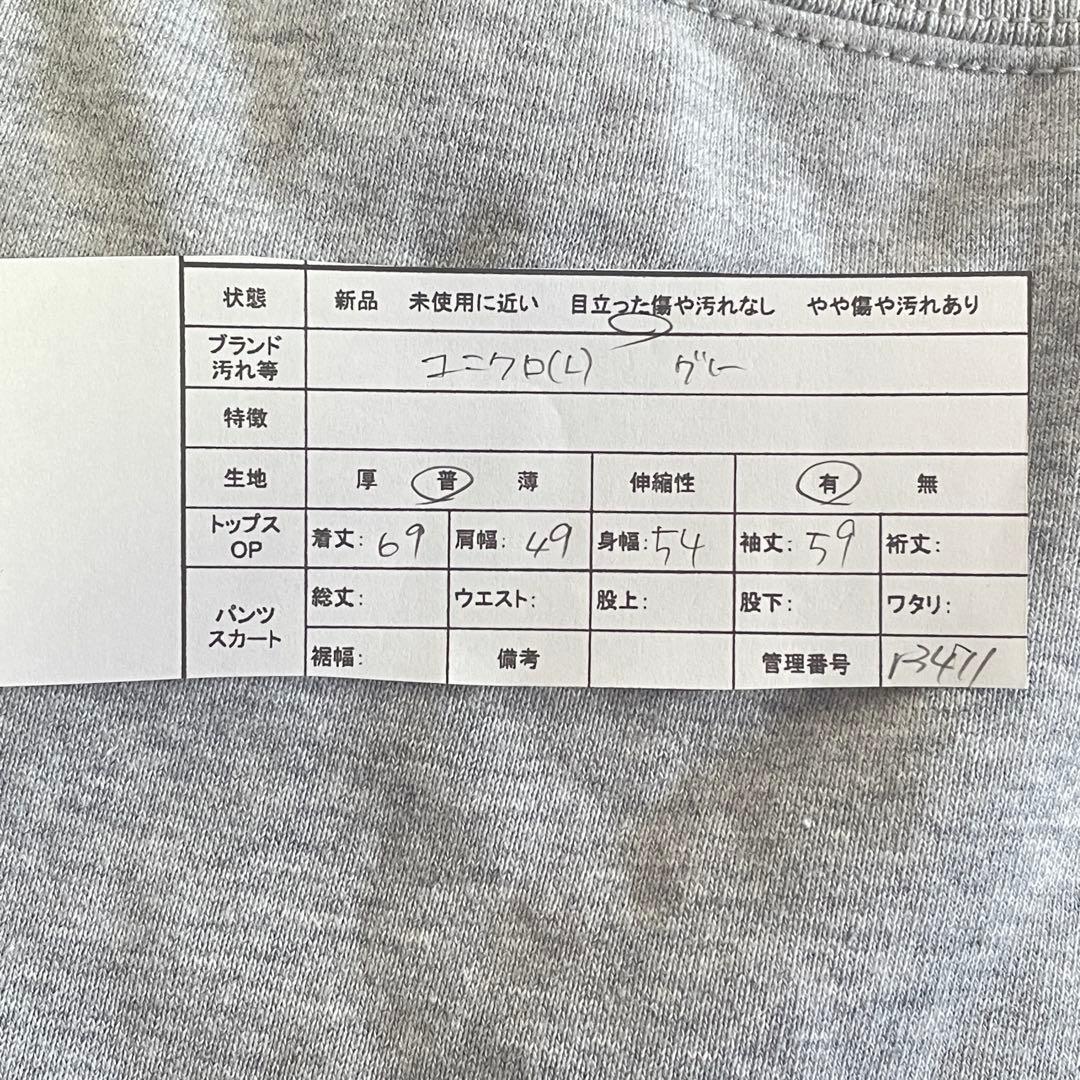 状態 新品 未使用に近い 目立った傷や汚れなし やや傷や汚れあり
ブランド
汚れ等
ユニクロ(L) グレー
特徴
生地 厚 普 薄 伸縮性 有 無
トップス
OP
着丈: 69 肩幅: 49 身幅: 54 袖丈: 59 裄丈:
パンツ
スカート
総丈: ウエスト: 股上: 股下: ワタリ:
裾幅: 備考 管理番号